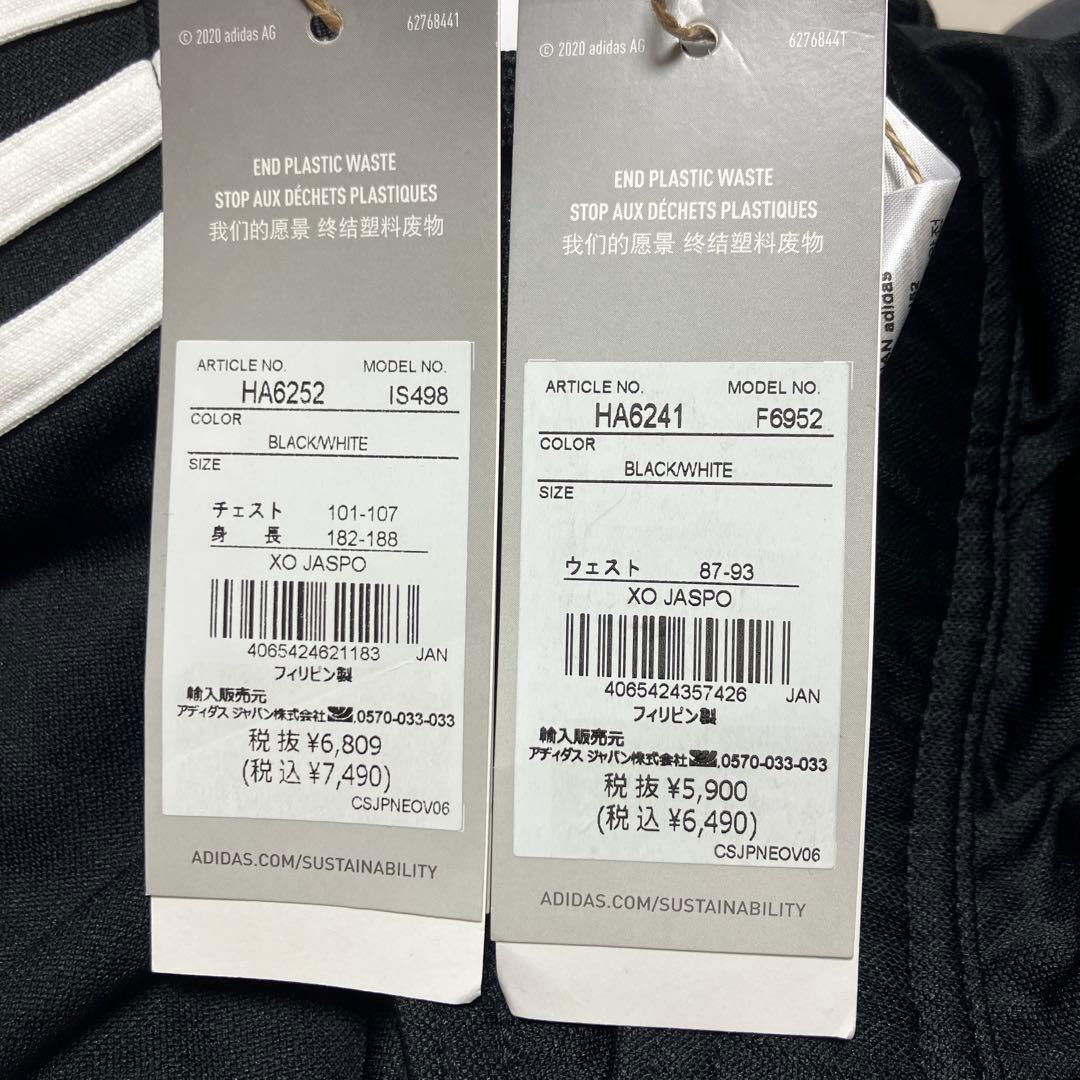 © 2020 adidas AG
62768441
END PLASTIC WASTE
STOP AUX DÉCHETS PLASTIQUES
我们的愿景 终结塑料废物
ARTICLE NO. MODEL NO.
HA6252 IS498
COLOR
BLACK/WHITE
SIZE
チェスト 101-107
身 長 182-188
XO JASPO
4065424621183 JAN
フィリピン製
輸入販売元
アディダス ジャパン株式会社 0570-033-033
税 抜 ¥6,809
(税 込 ¥7,490)
CSJPNEOV06
ADIDAS.COM/SUSTAINABILITY
© 2020 adidas AG
62768441
END PLASTIC WASTE
STOP AUX DÉCHETS PLASTIQUES
我们的愿景 终结塑料废物
ARTICLE NO. MODEL NO.
HA6241 F6952
COLOR
BLACK/WHITE
SIZE
ウェスト 87-93
XO JASPO
4065424357426 JAN
フィリピン製
輸入販売元
アディダス ジャパン株式会社 0570-033-033
税 抜 ¥5,900
(税 込 ¥6,490)
CSJPNEOV06
ADIDAS.COM/SUSTAINABILITY
adidas